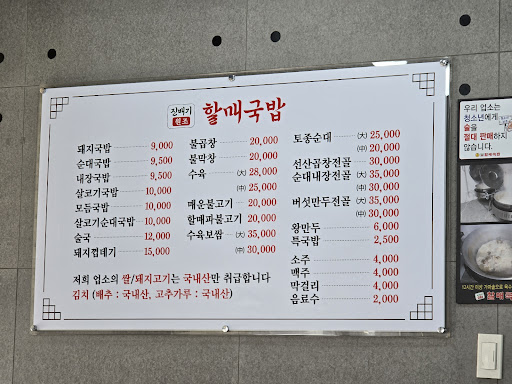 장백기
원조
할매국밥
돼지국밥 9,000
순대국밥 9,500
내장국밥 9,500
살코기국밥 10,000
모듬국밥 10,000
살코기순대국밥 10,000
술국 12,000
돼지껍데기 15,000
불곱창 20,000
불막창 20,000
수육 (大) 28,000
(中) 25,000
매운불고기 20,000
할매파불고기 20,000
수육보쌈 (大) 35,000
(中) 30,000
토종순대 (大) 25,000
(中) 20,000
선산곱창전골 30,000
순대내장전골 (大) 35,000
(中) 30,000
버섯만두전골 (大) 35,000
(中) 30,000
왕만두 6,000
특국밥 2,500
소주 4,000
맥주 4,000
막걸리 4,000
음료수 2,000
저희 업소의 쌀/돼지고기는 국내산만 취급합니다
김치 (배추 : 국내산, 고추가루 : 국내산)
우리 업소는
청소년에게
술을
절대 판매하지
않습니다.